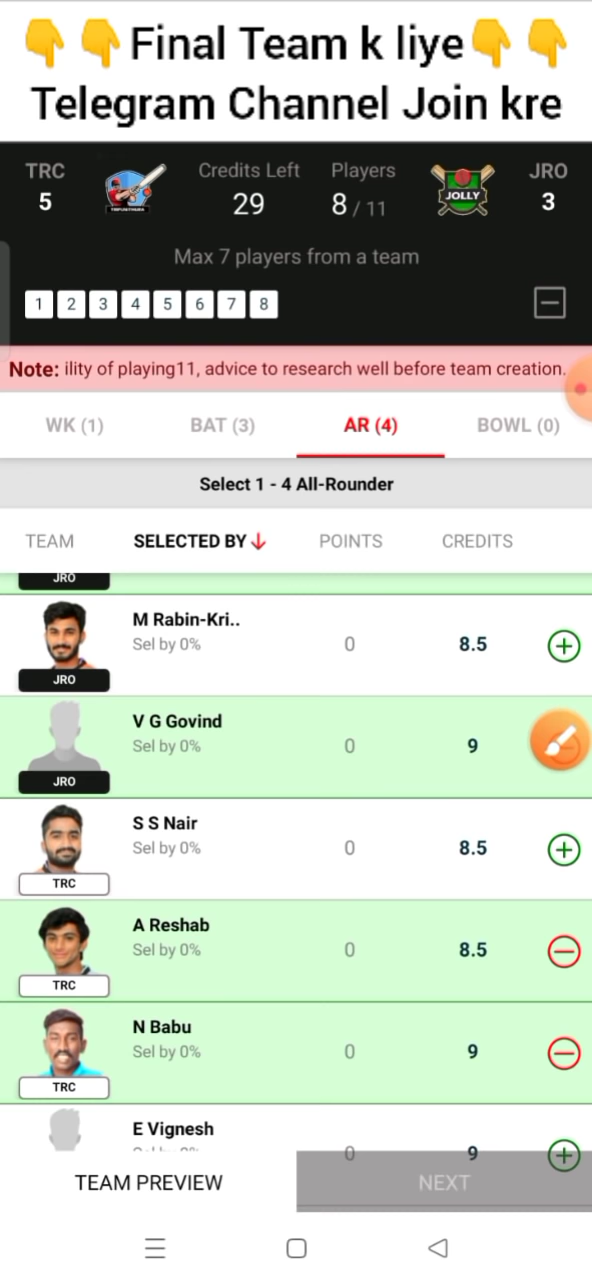 👇👇Final Team k liye👇👇
Telegram Channel Join kre
TRC Credits Left Players JRO
5 29 8 / 11 3
JOLLY
Max 7 players from a team
1 2 3 4 5 6 7 8
Note: ility of playing11, advice to research well before team creation.
WK (1) BAT (3) AR (4) BOWL (0)
Select 1 - 4 All-Rounder
TEAM SELECTED BY POINTS CREDITS
JRO
M Rabin-Kri..
Sel by 0% 0 8.5
JRO
V G Govind
Sel by 0% 0 9
JRO
S S Nair
Sel by 0% 0 8.5
TRC
A Reshab
Sel by 0% 0 8.5
TRC
N Babu
Sel by 0% 0 9
TRC
E Vignesh
0 9
TEAM PREVIEW NEXT